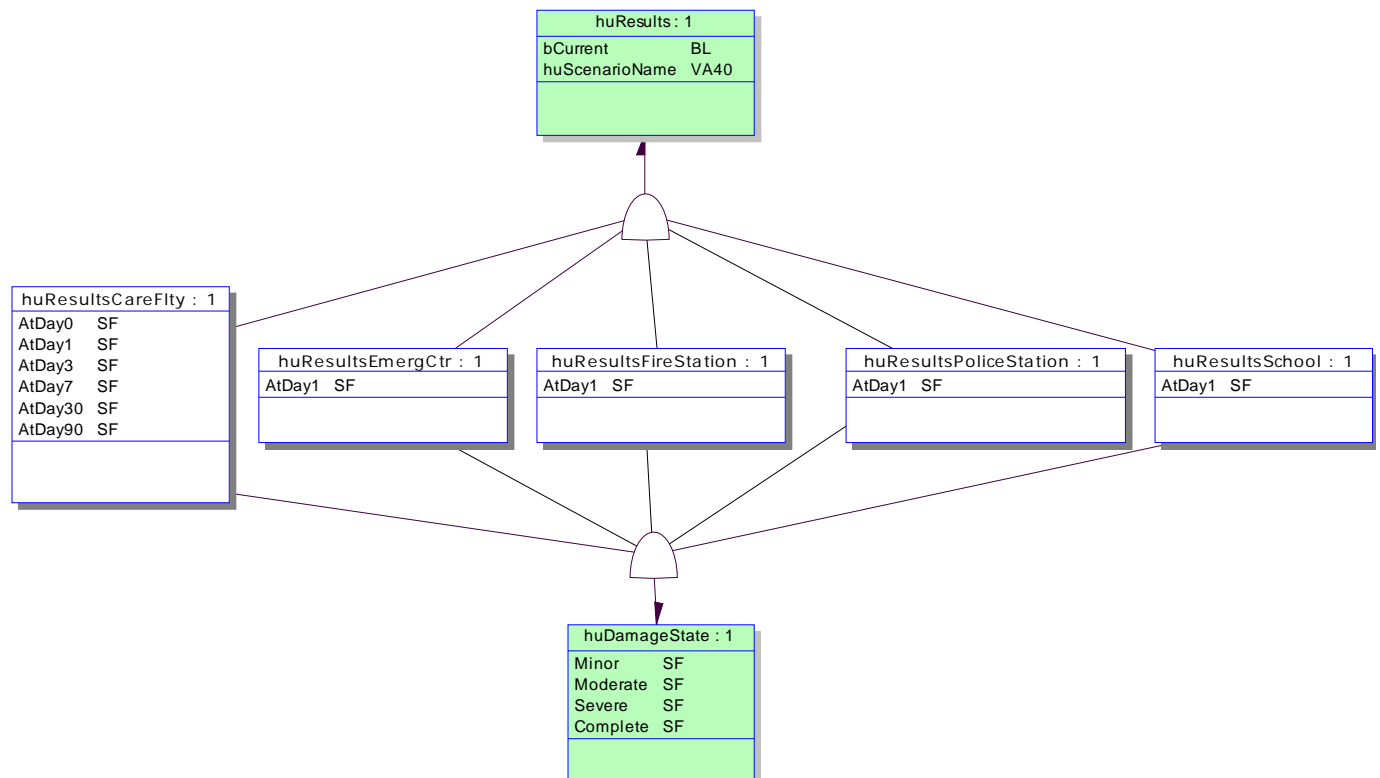 huResults : 1
bCurrent BL
huScenarioName VA40
huResultsCareFlty : 1
AtDay0 SF
AtDay1 SF
AtDay3 SF
AtDay7 SF
AtDay30 SF
AtDay90 SF
huResultsEmergCtr : 1
AtDay1 SF
huResultsFireStation : 1
AtDay1 SF
huResultsPoliceStation : 1
AtDay1 SF
huResultsSchool : 1
AtDay1 SF
huDamageState : 1
Minor SF
Moderate SF
Severe SF
Complete SF